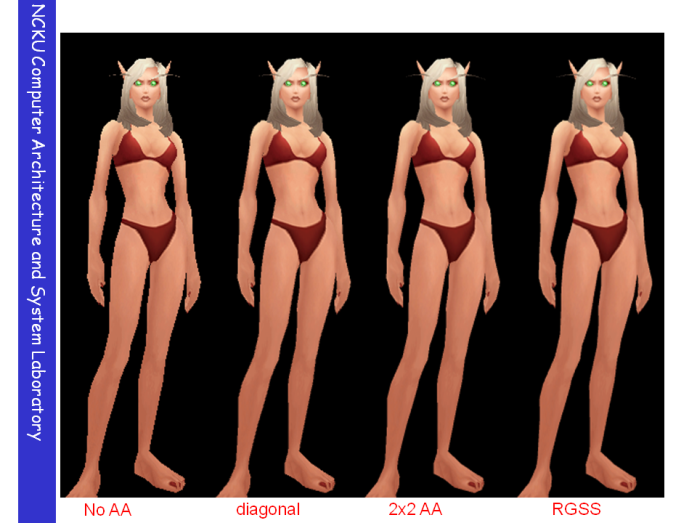 NCKU Computer Architecture and System Laboratory
No AA
diagonal
2x2 AA
RGSS